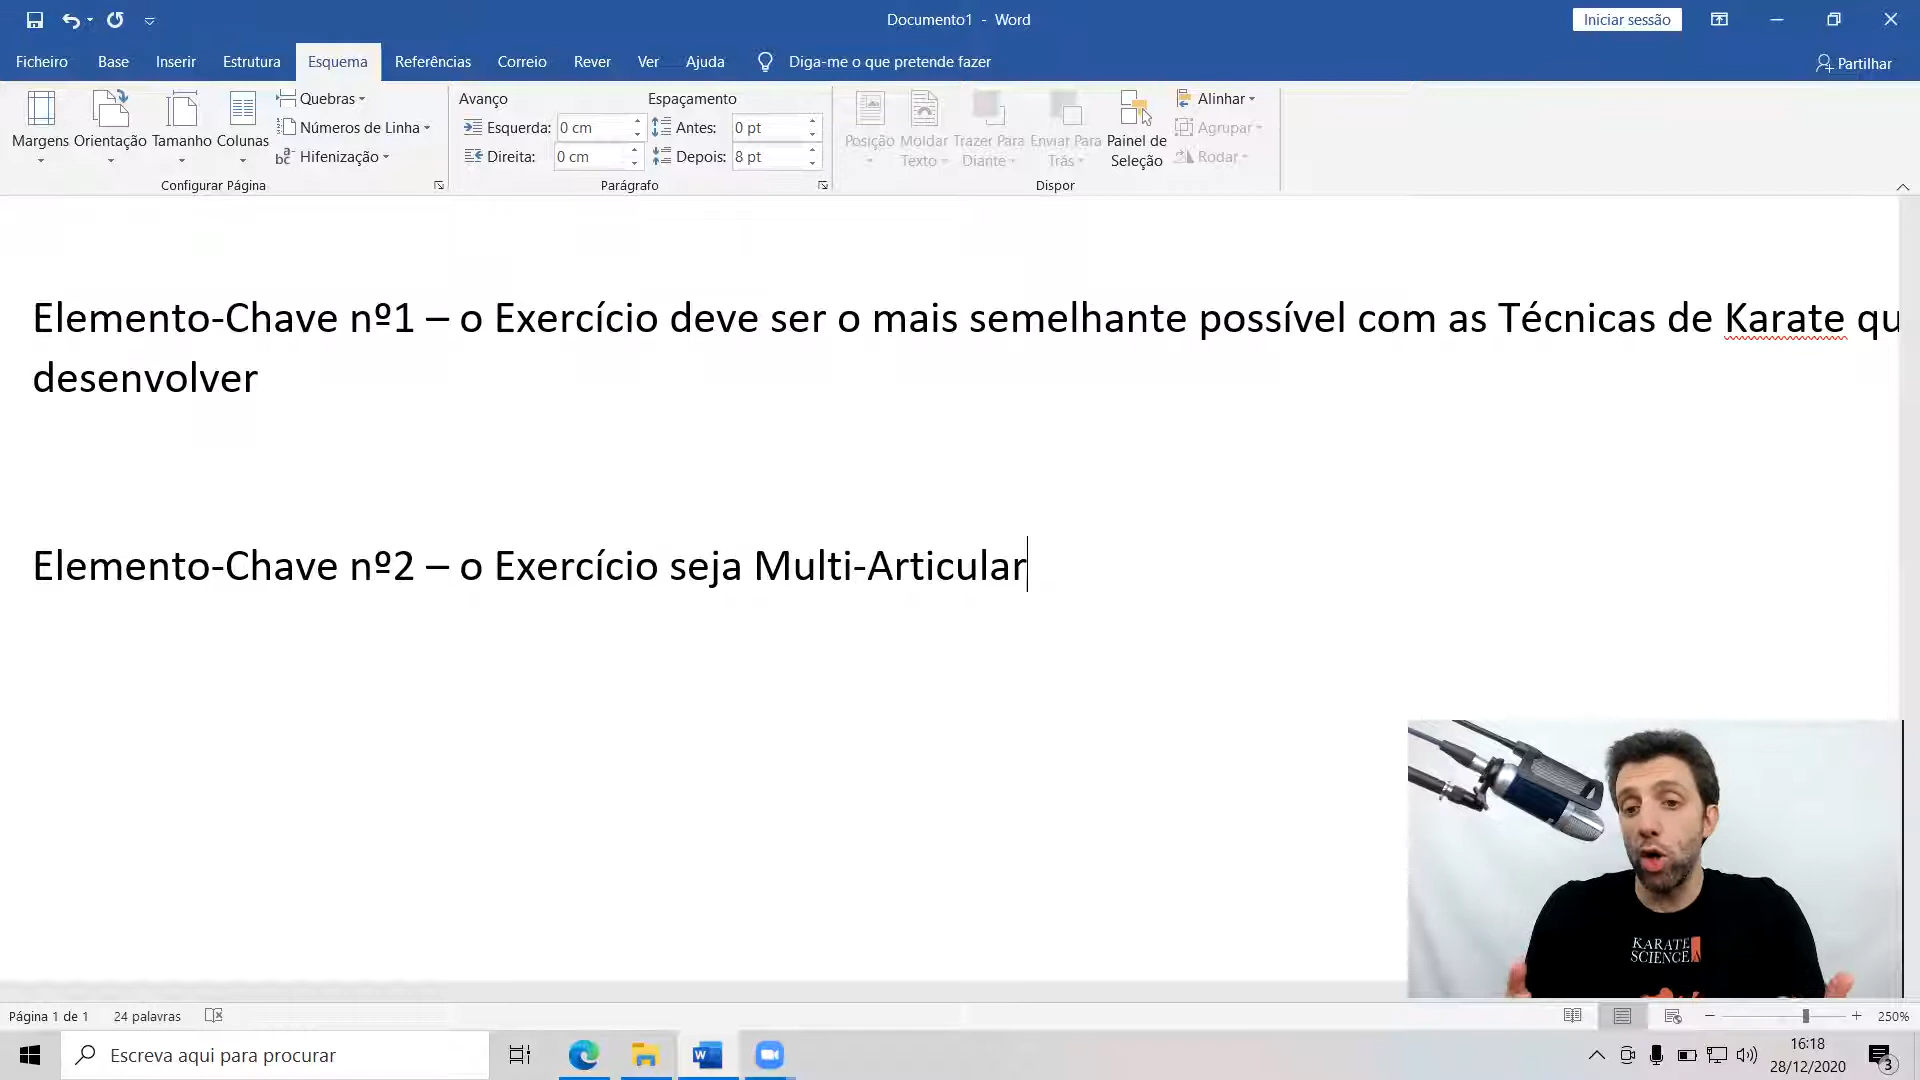 Documento1 - Word
Iniciar sessão
Ficheiro Base Inserir Estrutura Esquema Referências Correio Rever Ver Ajuda Diga-me o que pretende fazer Partilhar
Margens Orientação Tamanho Colunas
Quebras
Números de Linha
Hifenização
Configurar Página
Avanço Espaçamento
Esquerda: 0 cm Antes: 0 pt
Direita: 0 cm Depois: 8 pt
Parágrafo
Posição
Moldar Texto
Trazer Para Diante
Enviar Para Trás
Painel de Seleção
Alinhar
Agrupar
Rodar
Dispor
Elemento-Chave nº1 – o Exercício deve ser o mais semelhante possível com as Técnicas de Karate qu
desenvolver
Elemento-Chave nº2 – o Exercício seja Multi-Articular
KARATE
SCIENCE
Página 1 de 1 24 palavras 250%
Escreva aqui para procurar
16:18
28/12/2020
3